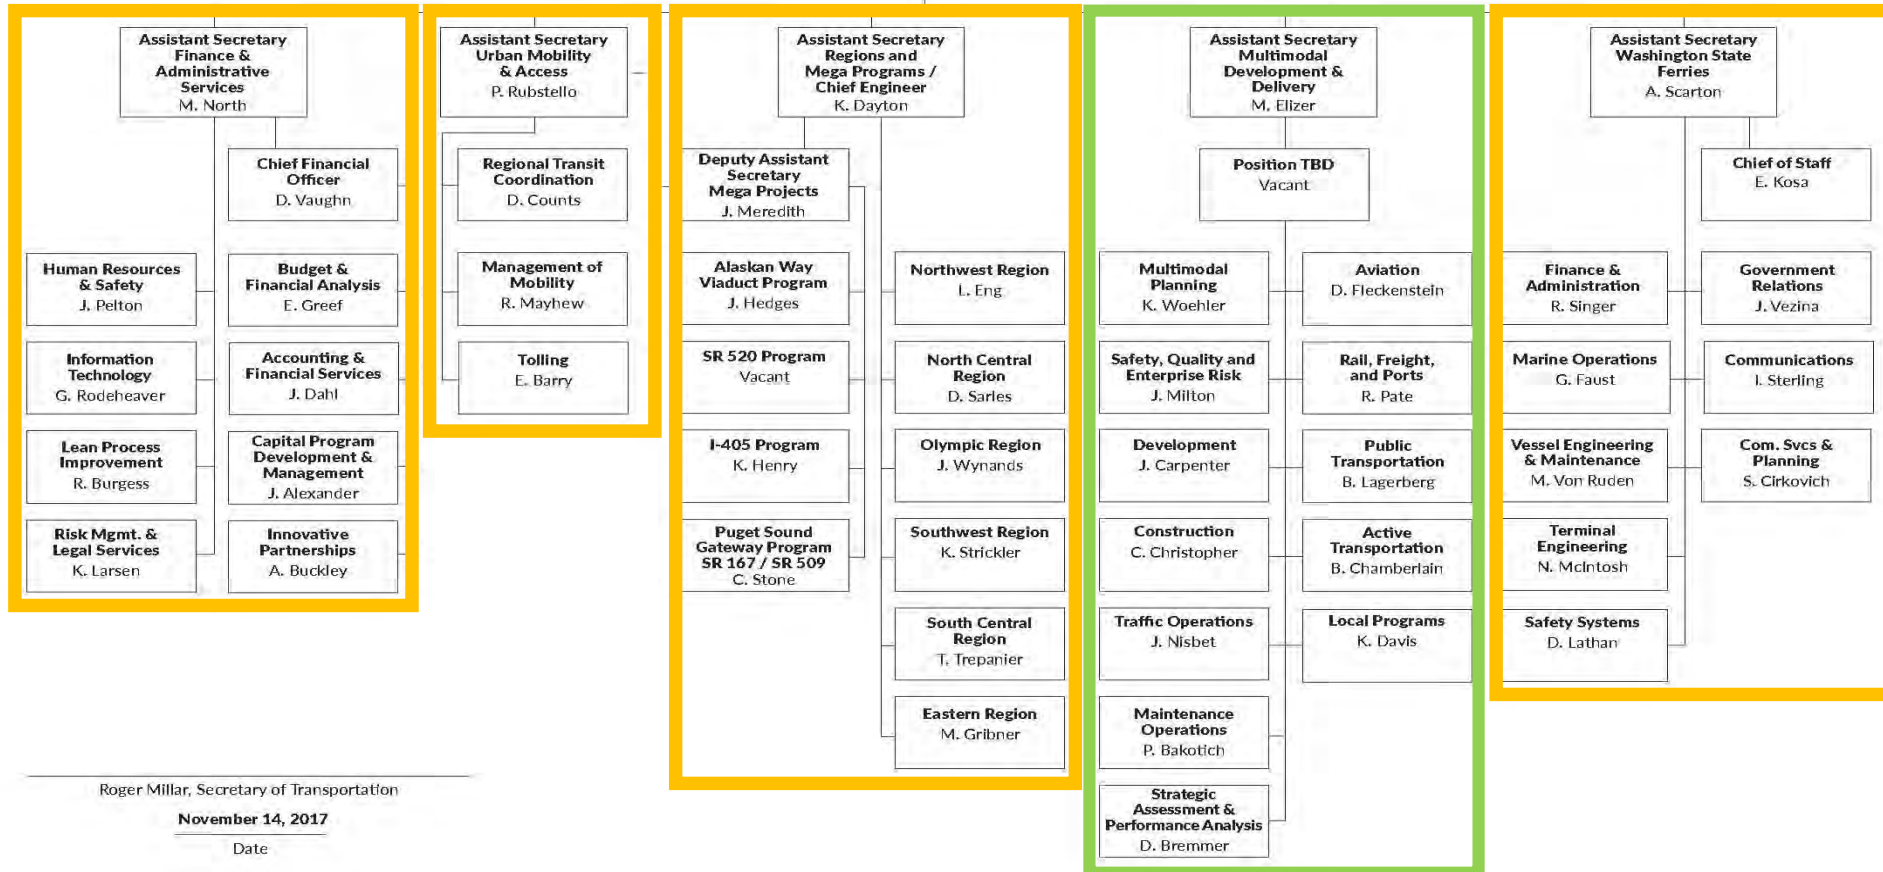 Assistant Secretary
Finance &
Administrative
Services
M. North
Chief Financial
Officer
D. Vaughn
Human Resources
& Safety
J. Pelton
Budget &
Financial Analysis
E. Greef
Information
Technology
G. Rodeheaver
Accounting &
Financial Services
J. Dahl
Lean Process
Improvement
R. Burgess
Capital Program
Development &
Management
J. Alexander
Risk Mgmt. &
Legal Services
K. Larsen
Innovative
Partnerships
A. Buckley
Assistant Secretary
Urban Mobility
& Access
P. Rubstello
Regional Transit
Coordination
D. Counts
Management of
Mobility
R. Mayhew
Tolling
E. Barry
Assistant Secretary
Regions and
Mega Programs /
Chief Engineer
K. Dayton
Deputy Assistant
Secretary
Mega Projects
J. Meredith
Alaskan Way
Viaduct Program
J. Hedges
Northwest Region
L. Eng
SR 520 Program
Vacant
North Central
Region
D. Sarles
I-405 Program
K. Henry
Olympic Region
J. Wynands
Puget Sound
Gateway Program
SR 167 / SR 509
C. Stone
Southwest Region
K. Strickler
South Central
Region
T. Trepanier
Eastern Region
M. Gribner
Assistant Secretary
Multimodal
Development &
Delivery
M. Elizer
Position TBD
Vacant
Multimodal
Planning
K. Woehler
Aviation
D. Fleckenstein
Safety, Quality and
Enterprise Risk
J. Milton
Rail, Freight,
and Ports
R. Pate
Development
J. Carpenter
Public
Transportation
B. Lagerberg
Construction
C. Christopher
Active
Transportation
B. Chamberlain
Traffic Operations
J. Nisbet
Local Programs
K. Davis
Maintenance
Operations
P. Bakotich
Strategic
Assessment &
Performance Analysis
D. Bremmer
Assistant Secretary
Washington State
Ferries
A. Scarton
Chief of Staff
E. Kosa
Finance &
Administration
R. Singer
Government
Relations
J. Vezina
Marine Operations
G. Faust
Communications
I. Sterling
Vessel Engineering
& Maintenance
M. Von Ruden
Com. Svcs &
Planning
S. Cirkovich
Terminal
Engineering
N. McIntosh
Safety Systems
D. Lathan
Roger Millar, Secretary of Transportation
November 14, 2017
Date